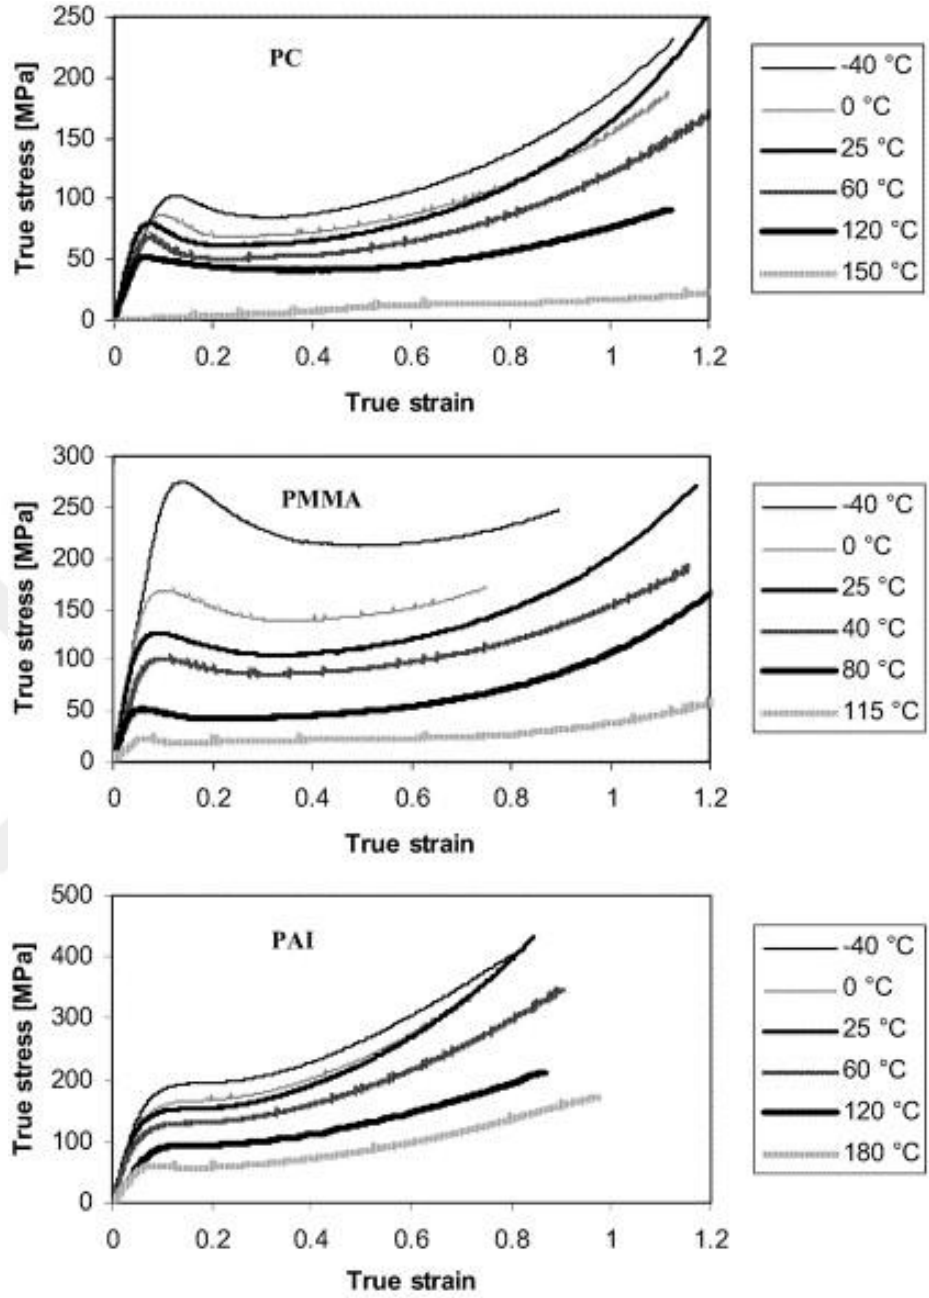 250
200
150
100
50
0
True stress [MPa]
PC
0 0.2 0.4 0.6 0.8 1 1.2
True strain
-40 °C
0 °C
25 °C
60 °C
120 °C
150 °C
300
250
200
150
100
50
0
True stress [MPa]
PMMA
0 0.2 0.4 0.6 0.8 1 1.2
True strain
-40 °C
0 °C
25 °C
40 °C
80 °C
115 °C
500
400
300
200
100
0
True stress [MPa]
PAI
0 0.2 0.4 0.6 0.8 1 1.2
True strain
-40 °C
0 °C
25 °C
60 °C
120 °C
180 °C